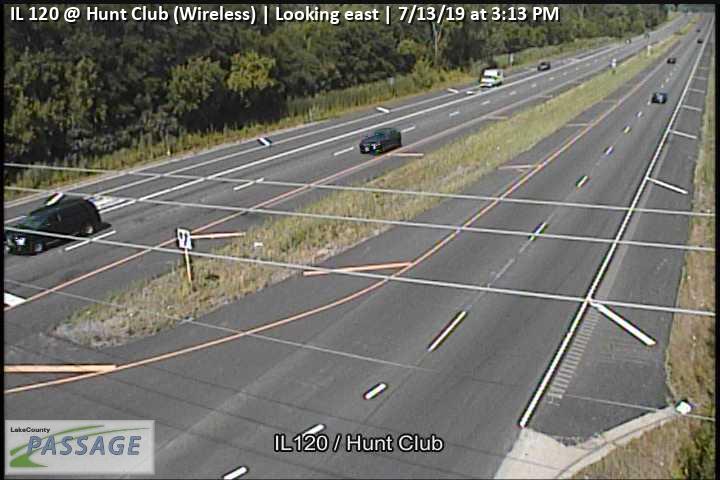 IL 120 @ Hunt Club (Wireless) | Looking east | 7/13/19 at 3:13 PM
IL120 / Hunt Club
LakeCounty
PASSAGE